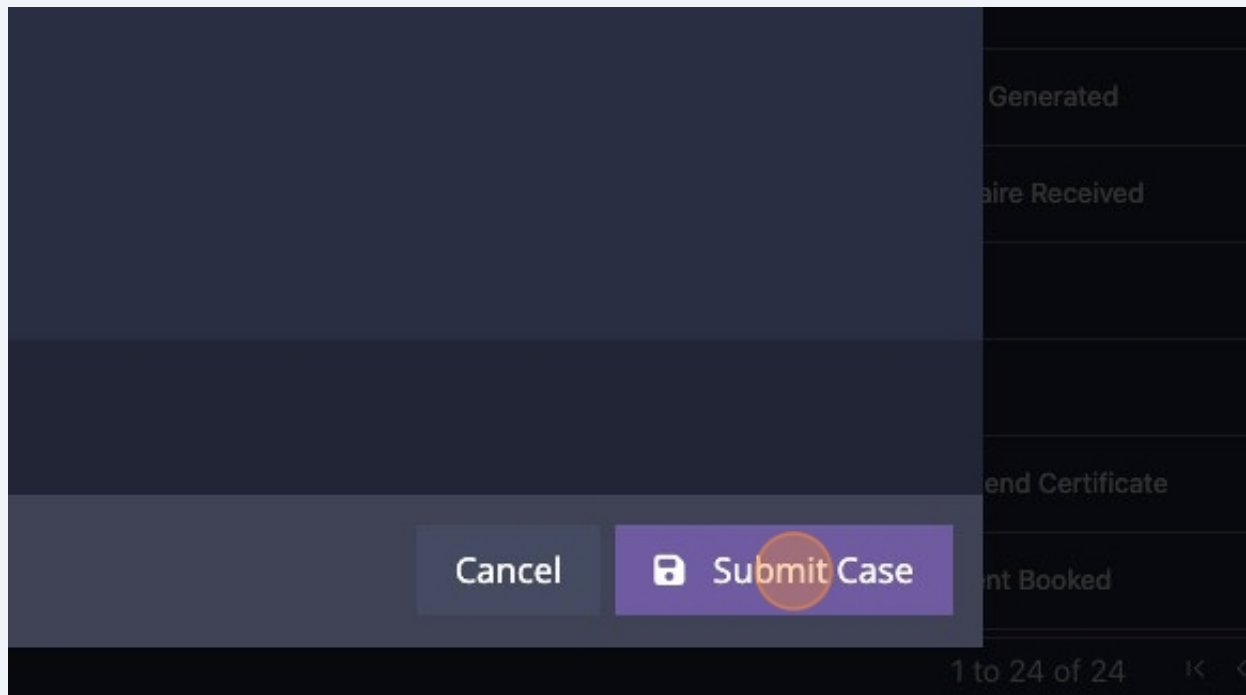 Generated
aire Received
end Certificate
Cancel
Submit Case
nt Booked
1 to 24 of 24